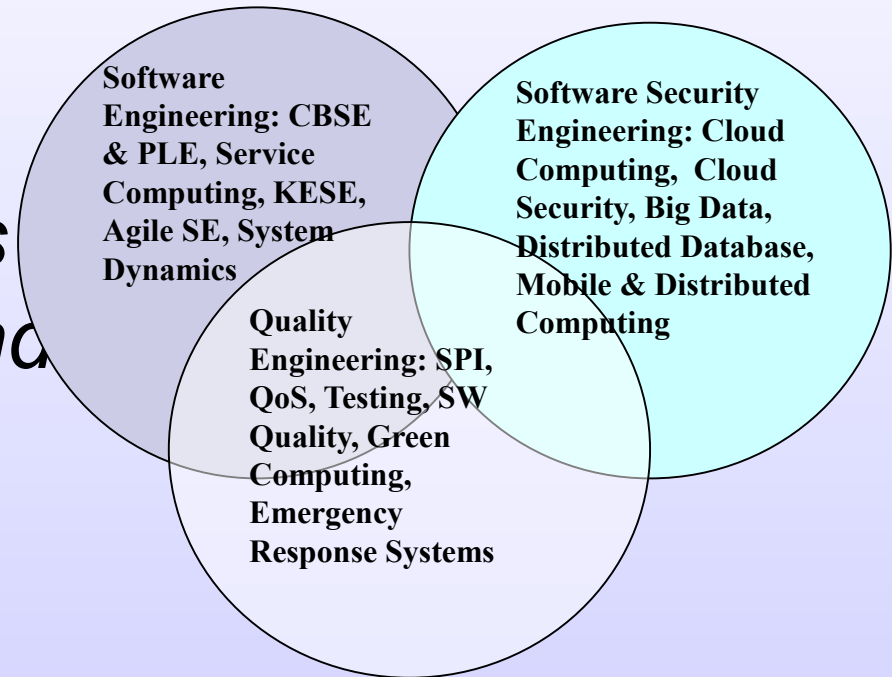 Software
Engineering: CBSE
& PLE, Service
Computing, KESE,
Agile SE, System
Dynamics
Software Security
Engineering: Cloud
Computing, Cloud
Security, Big Data,
Distributed Database,
Mobile & Distributed
Computing
Quality
Engineering: SPI,
QoS, Testing, SW
Quality, Green
Computing,
Emergency
Response Systems